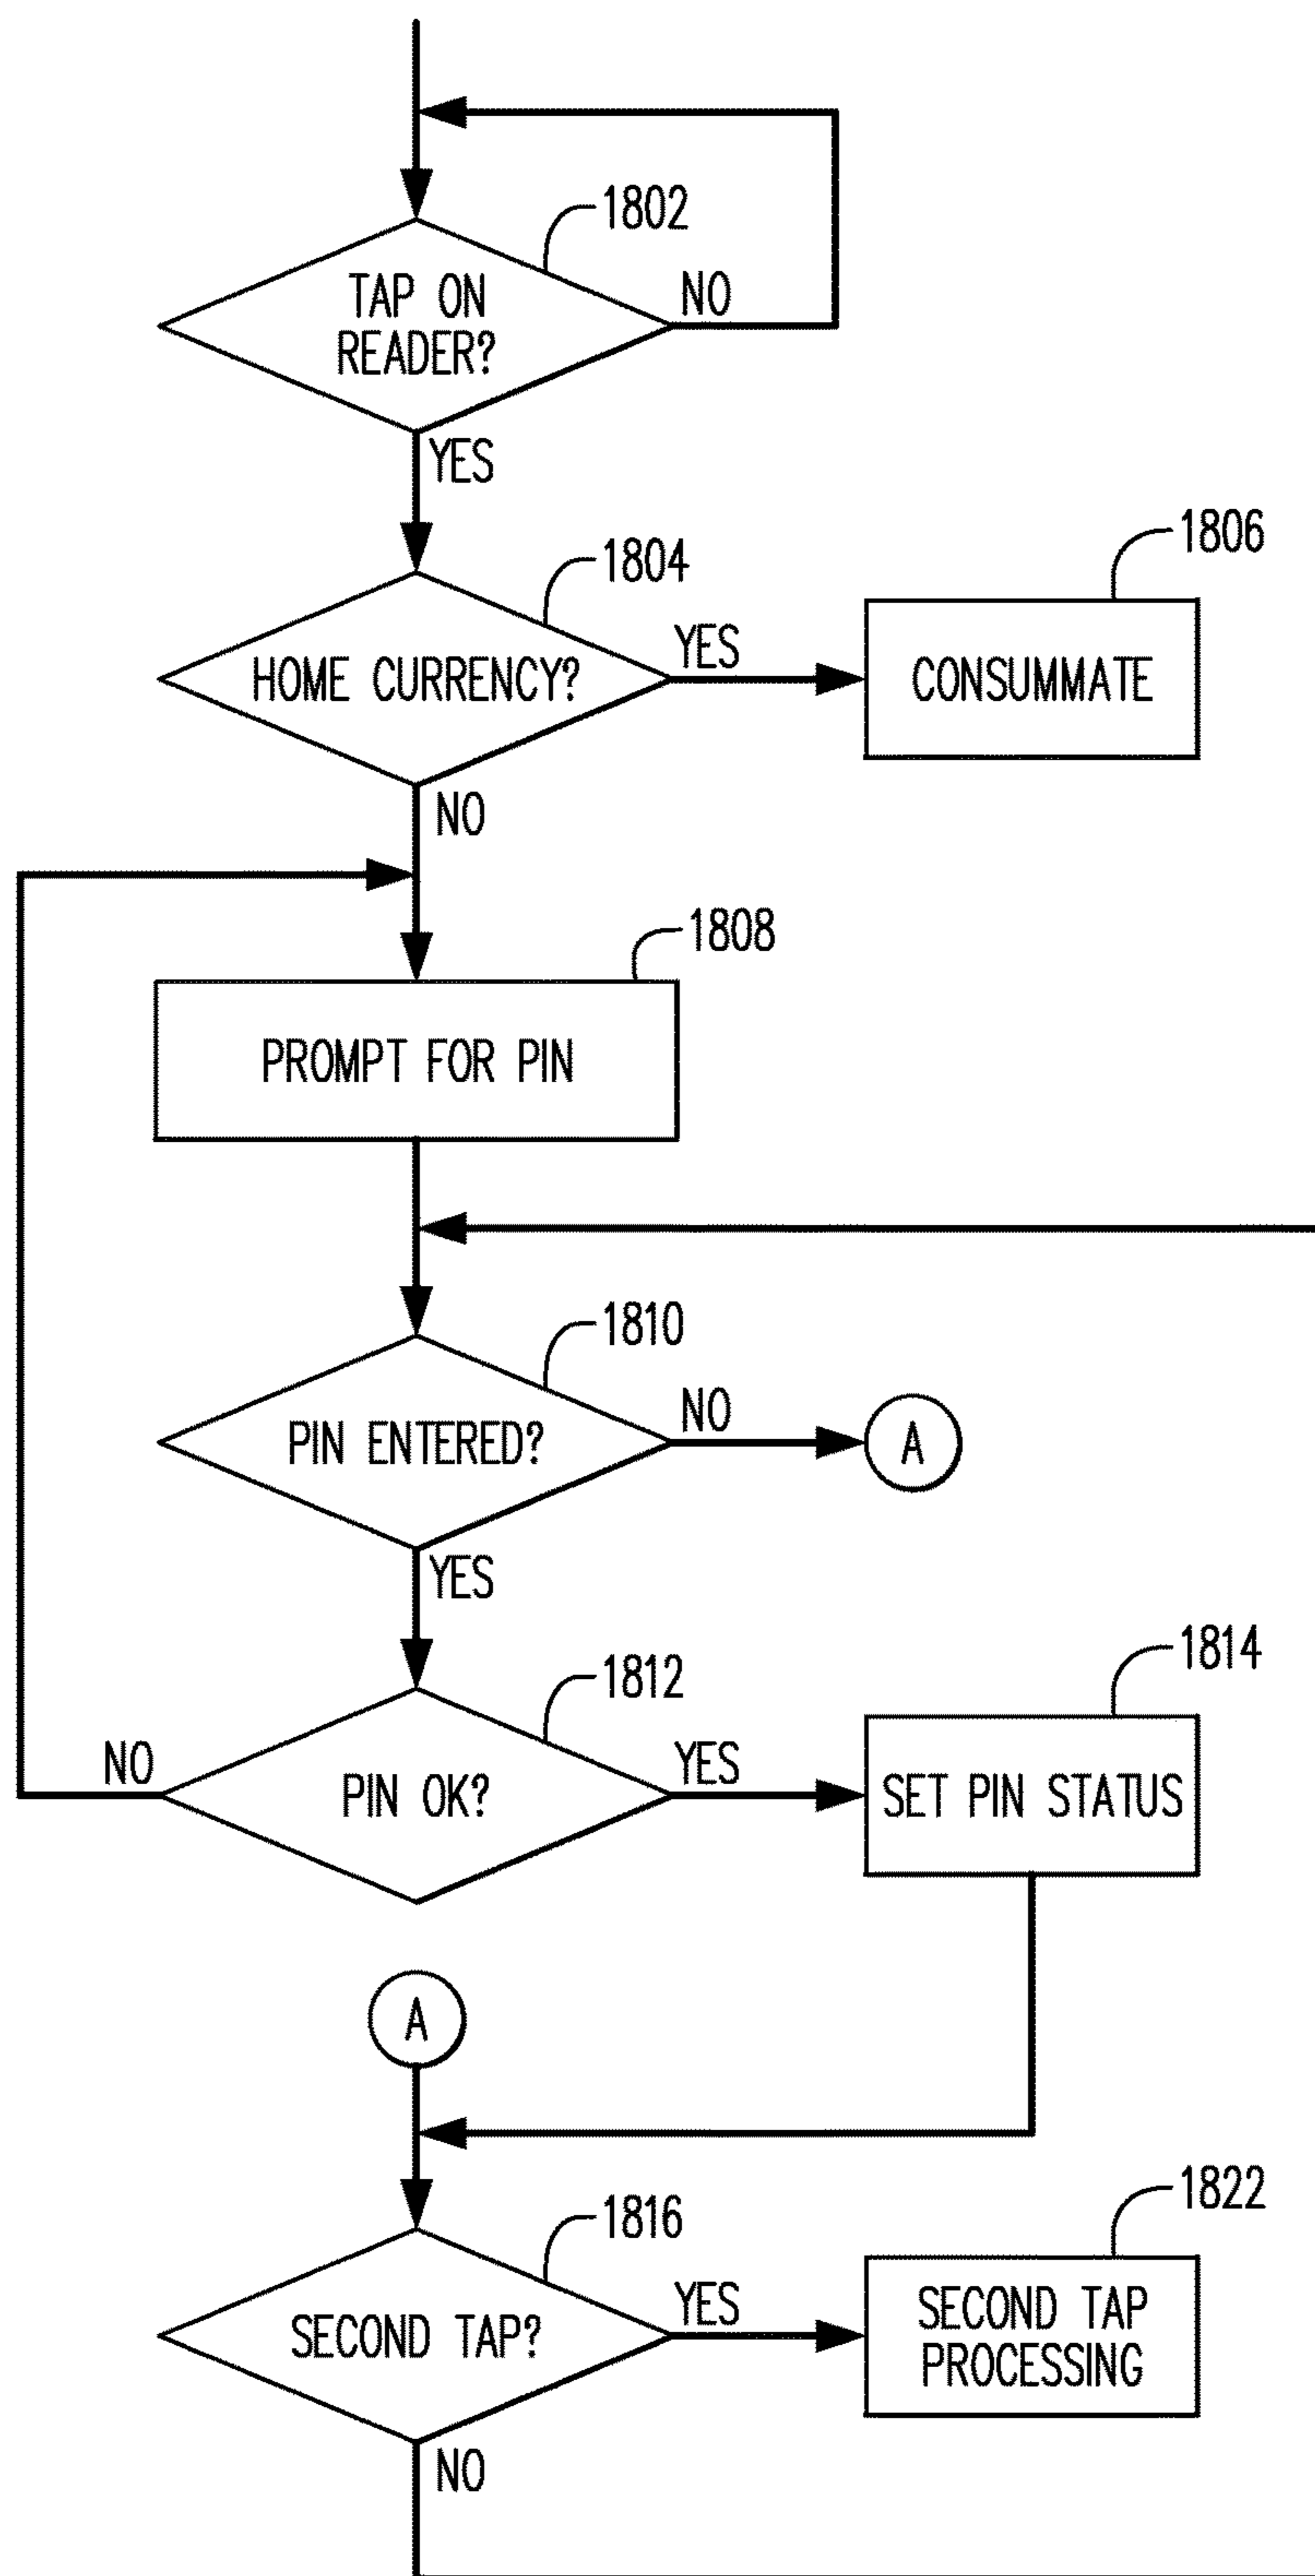 1802
TAP ON
READER?
NO
YES
1804
HOME CURRENCY?
YES
1806
CONSUMMATE
NO
1808
PROMPT FOR PIN
1810
PIN ENTERED?
NO
A
YES
1812
PIN OK?
NO
YES
1814
SET PIN STATUS
A
1816
SECOND TAP?
YES
1822
SECOND TAP
PROCESSING
NO